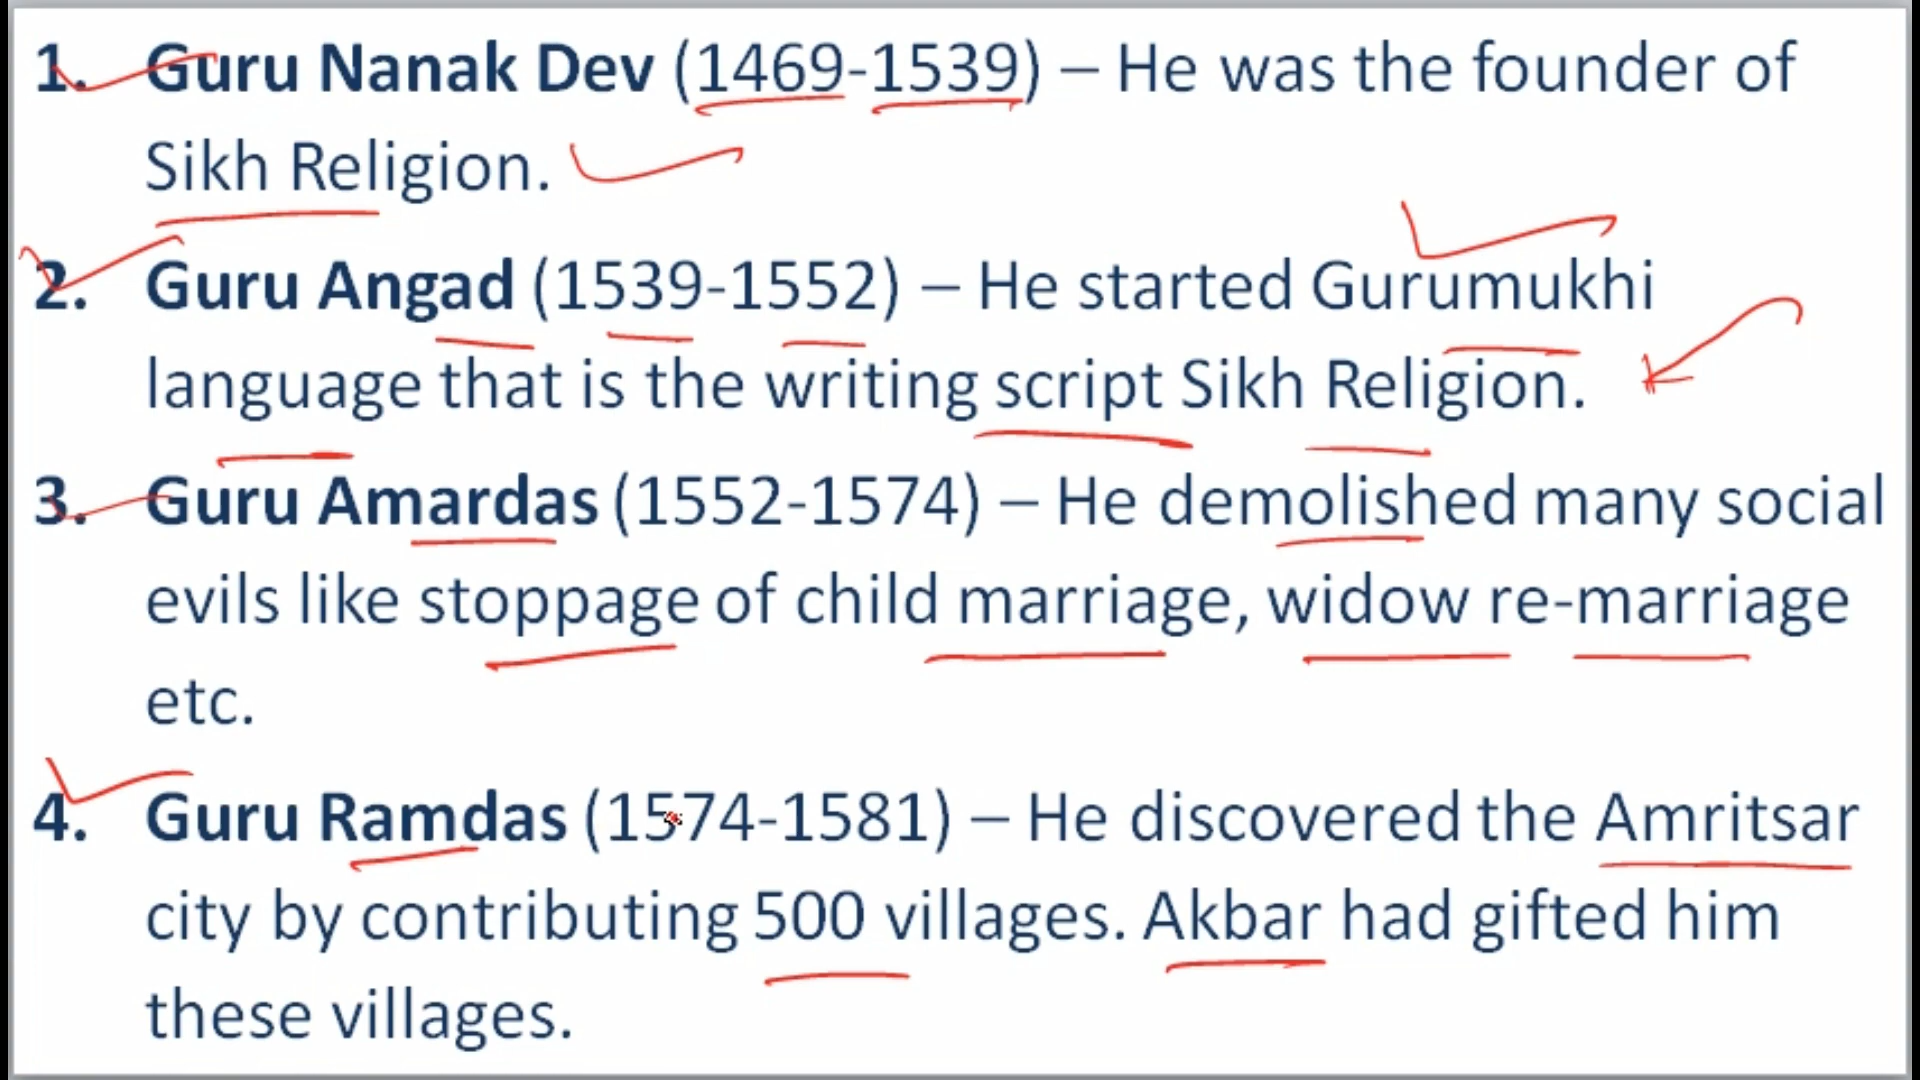 1. Guru Nanak Dev (1469-1539) – He was the founder of
Sikh Religion.
2. Guru Angad (1539-1552) – He started Gurumukhi
language that is the writing script Sikh Religion.
3. Guru Amardas (1552-1574) – He demolished many social
evils like stoppage of child marriage, widow re-marriage
etc.
4. Guru Ramdas (1574-1581) – He discovered the Amritsar
city by contributing 500 villages. Akbar had gifted him
these villages.